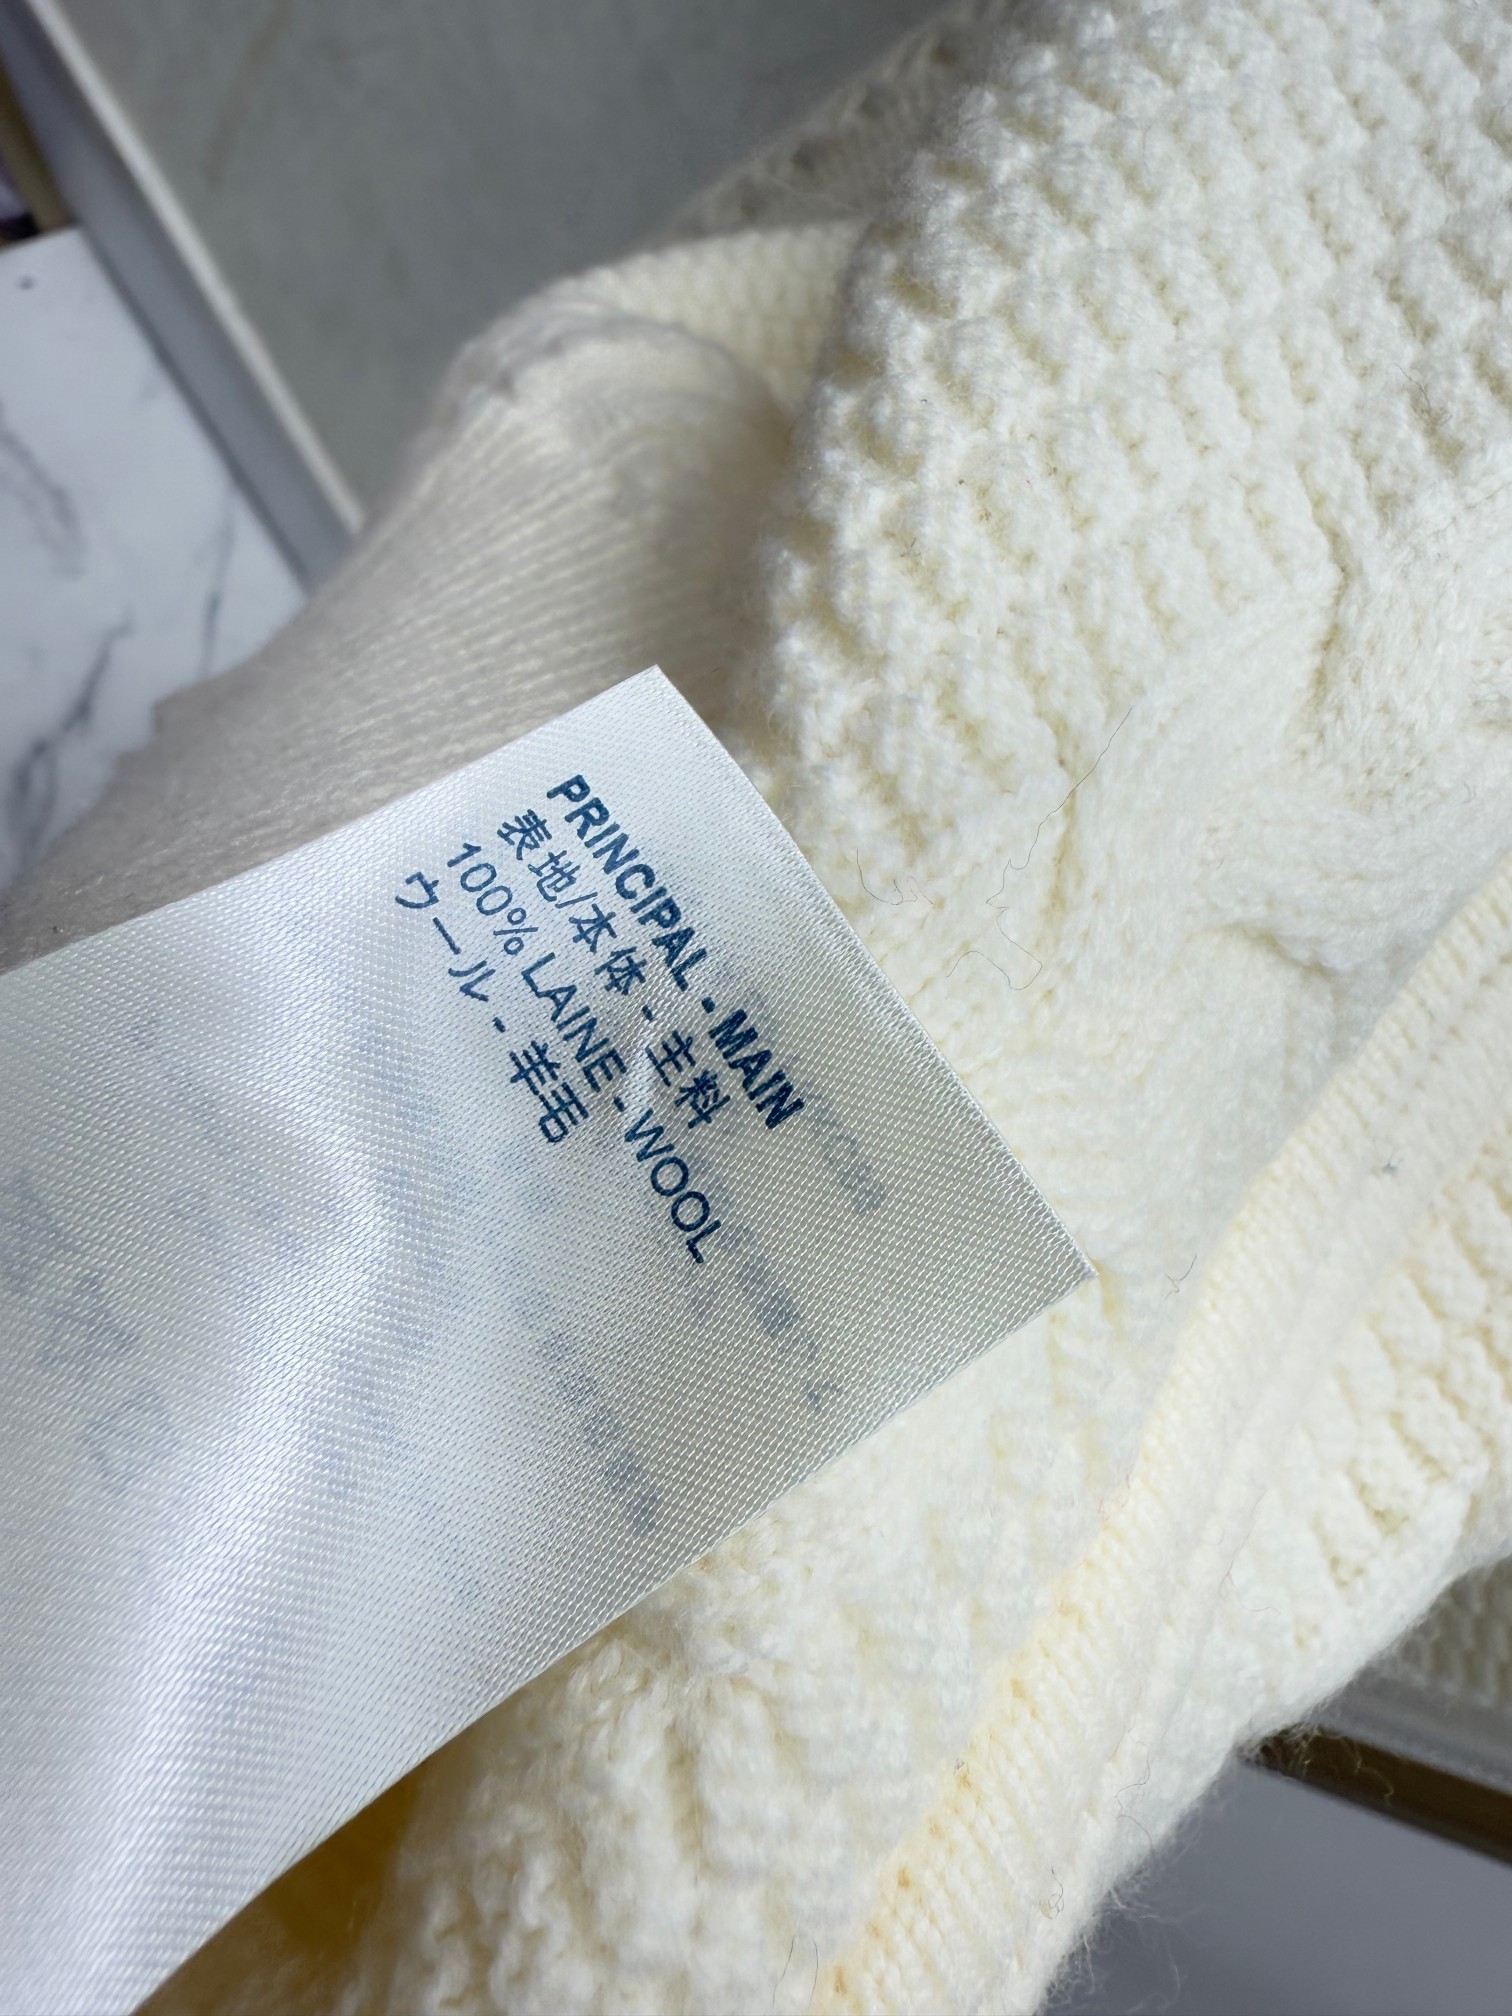 PRINCIPAL - MAIN
表地/本体 - 主料
100% LAINE - WOOL
ウール - 羊毛